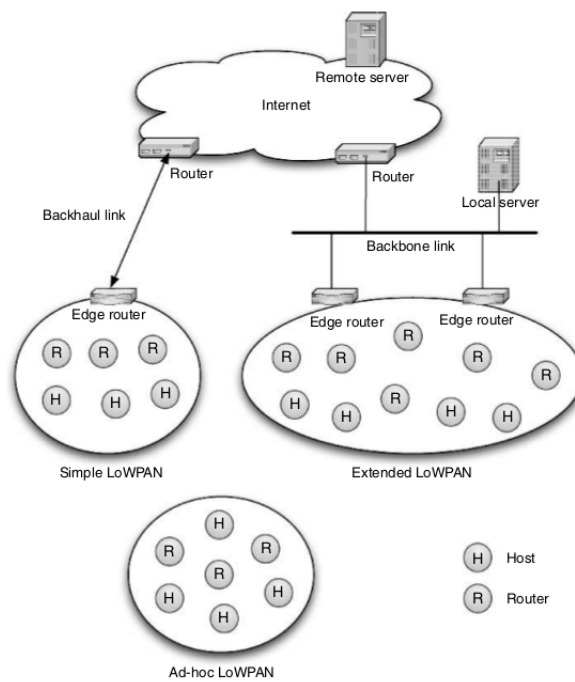 Remote server
Internet
Router
Router
Local server
Backhaul link
Backbone link
Edge router
Edge router
Edge router
R
R
R
R
R
R
R
R
H
H
H
H
H
R
H
H
Simple LoWPAN
Extended LoWPAN
H
R
R
R
H
H
H
H
Host
R
Router
Ad-hoc LoWPAN